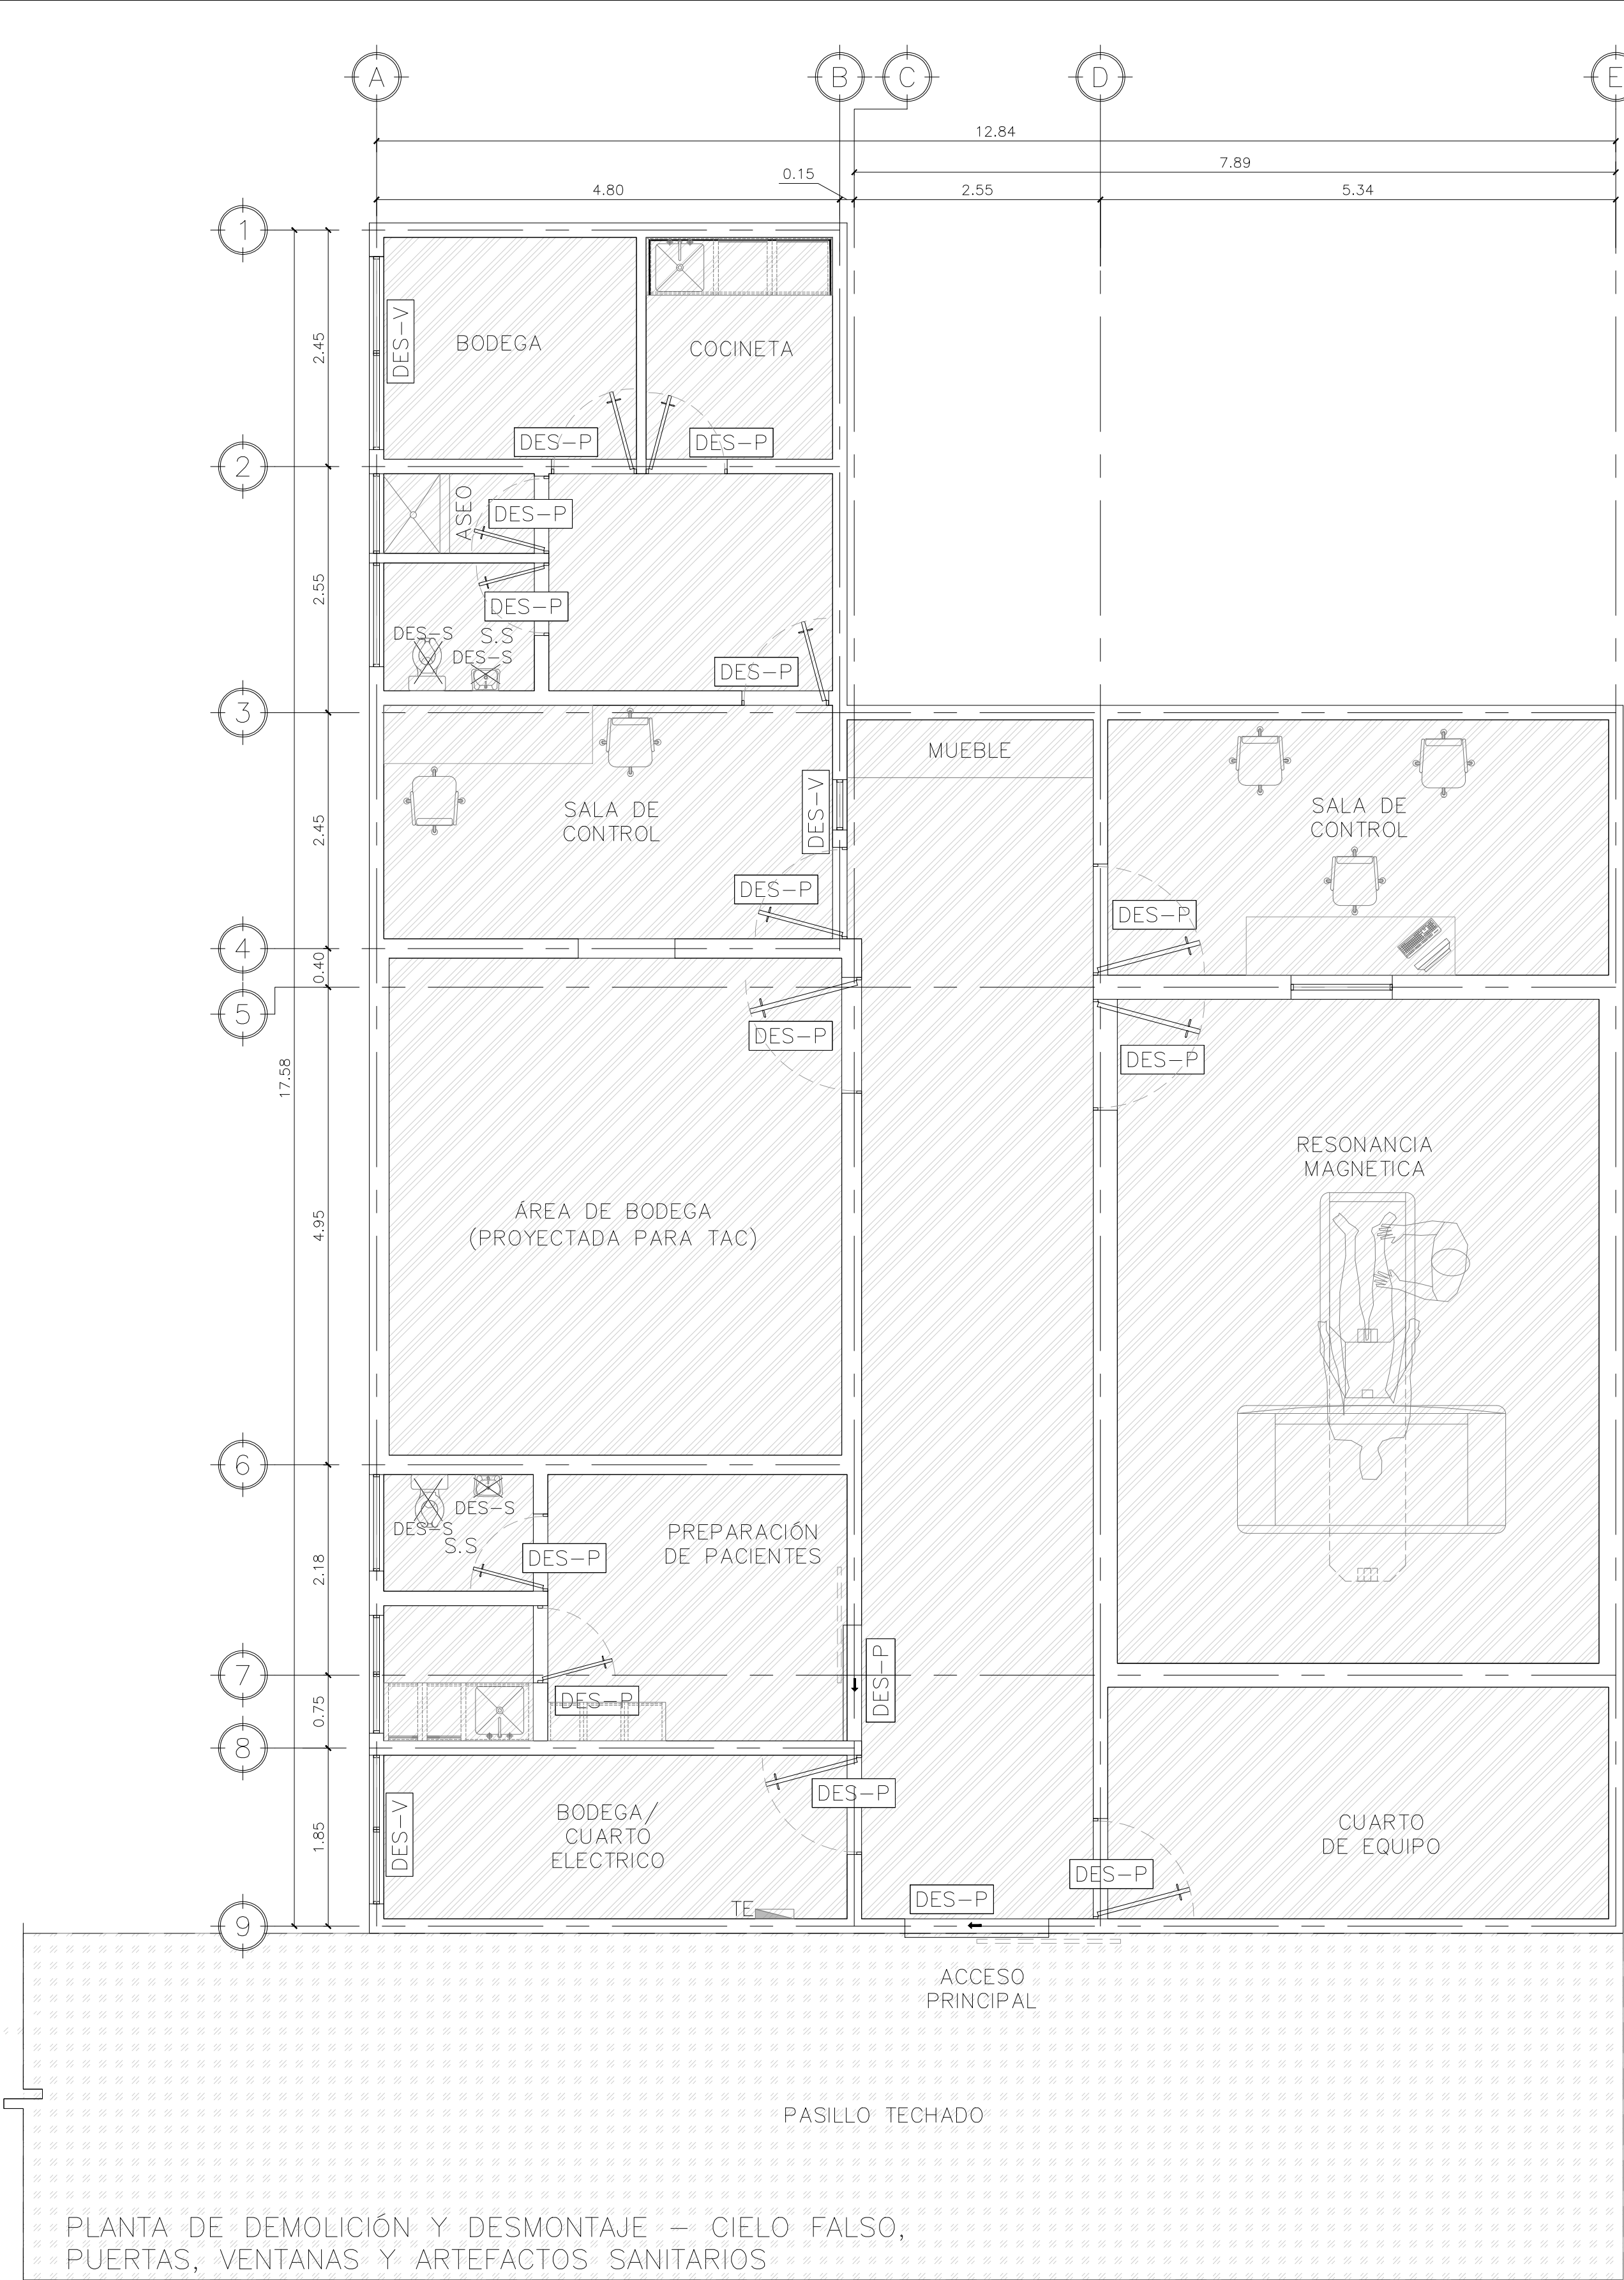 A
B
C
D
E
12.84
7.89
0.15
4.80
2.55
5.34
1
2.45
BODEGA
COCINETA
DES-V
DES-P
DES-P
2
ASEO
DES-P
2.55
DES-P
DES-S
S.S
DES-S
DES-P
3
MUEBLE
SALA DE
CONTROL
DES-V
2.45
SALA DE
CONTROL
DES-P
DES-P
4
0.40
5
DES-P
DES-P
17.58
RESONANCIA
MAGNETICA
4.95
ÁREA DE BODEGA
(PROYECTADA PARA TAC)
6
DES-S
DES-S
S.S
PREPARACIÓN
DE PACIENTES
DES-P
2.18
7
DES-P
DES-P
0.75
8
DES-P
DES-V
BODEGA/
CUARTO
ELECTRICO
1.85
CUARTO
DE EQUIPO
DES-P
DES-P
TE
9
ACCESO
PRINCIPAL
PASILLO TECHADO
PLANTA DE DEMOLICIÓN Y DESMONTAJE – CIELO FALSO,
PUERTAS, VENTANAS Y ARTEFACTOS SANITARIOS